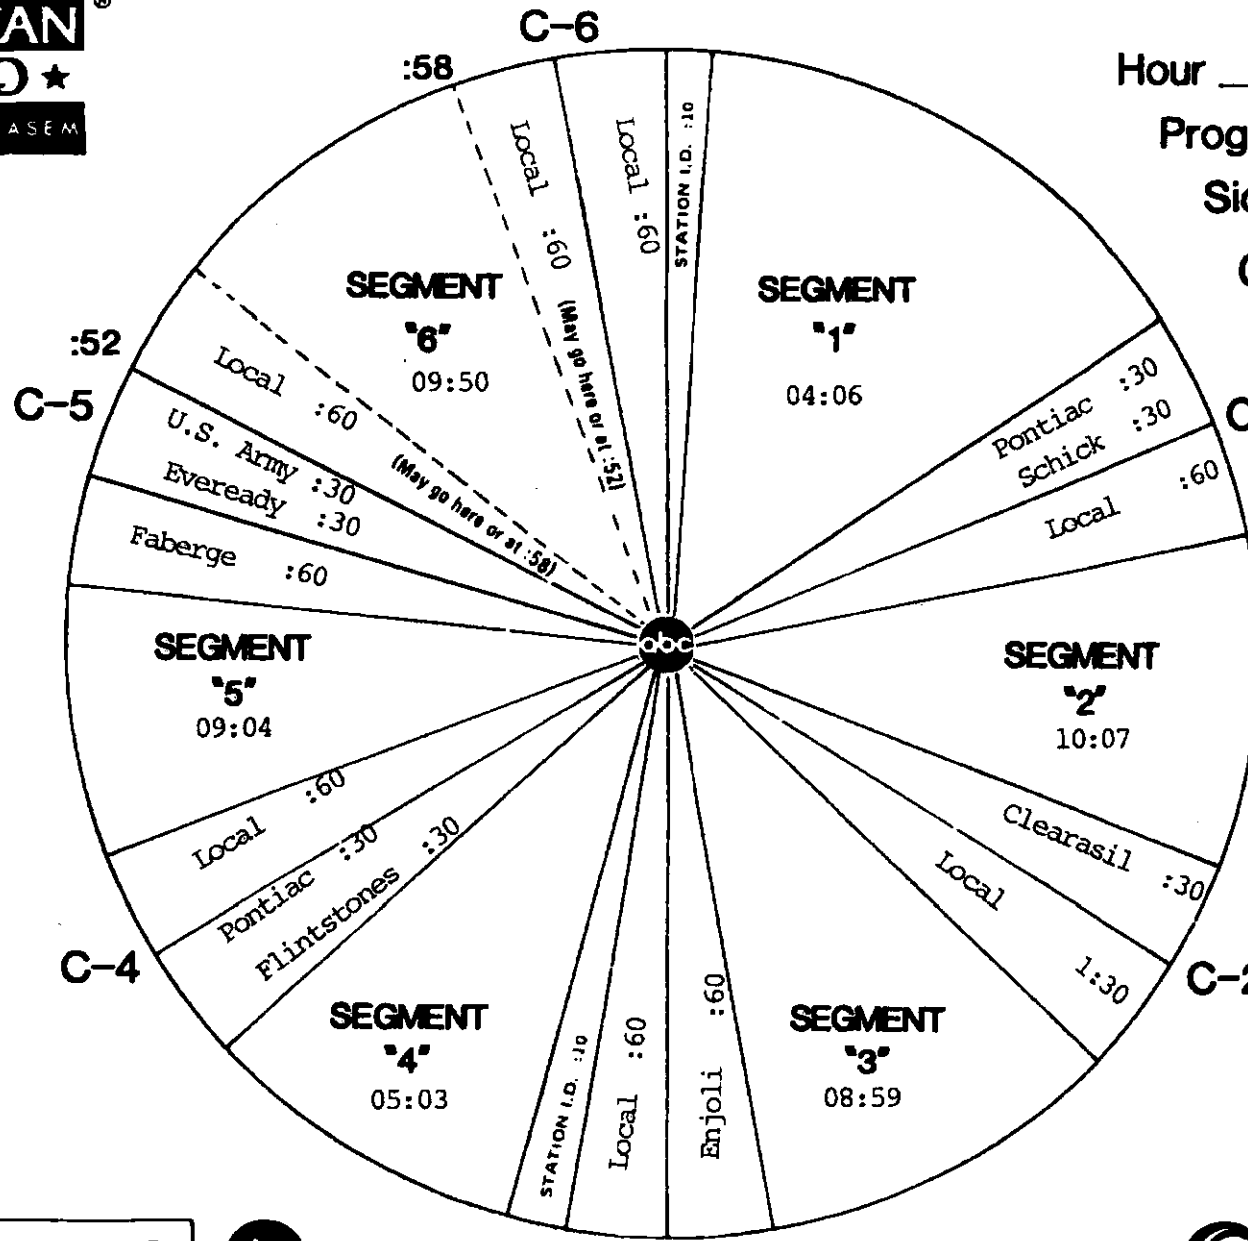 AN ®
ASEM
C-6
:58
Hour
Local :60
(May go here or at :52)
Local :60
STATION I.D. :10
SEGMENT
"1"
04:06
Pontiac :30
Schick :30
Local :60
SEGMENT
"2"
10:07
Clearasil :30
Local 1:30
SEGMENT
"3"
08:59
Enjoli :60
Local :60
STATION I.D. :10
SEGMENT
"4"
05:03
C-4
Flintstones :30
Pontiac :30
Local :60
SEGMENT
"5"
09:04
Faberge :60
Eveready :30
U.S. Army :30
C-5
:52
Local :60
(May go here or at :58)
SEGMENT
"6"
09:50
abc